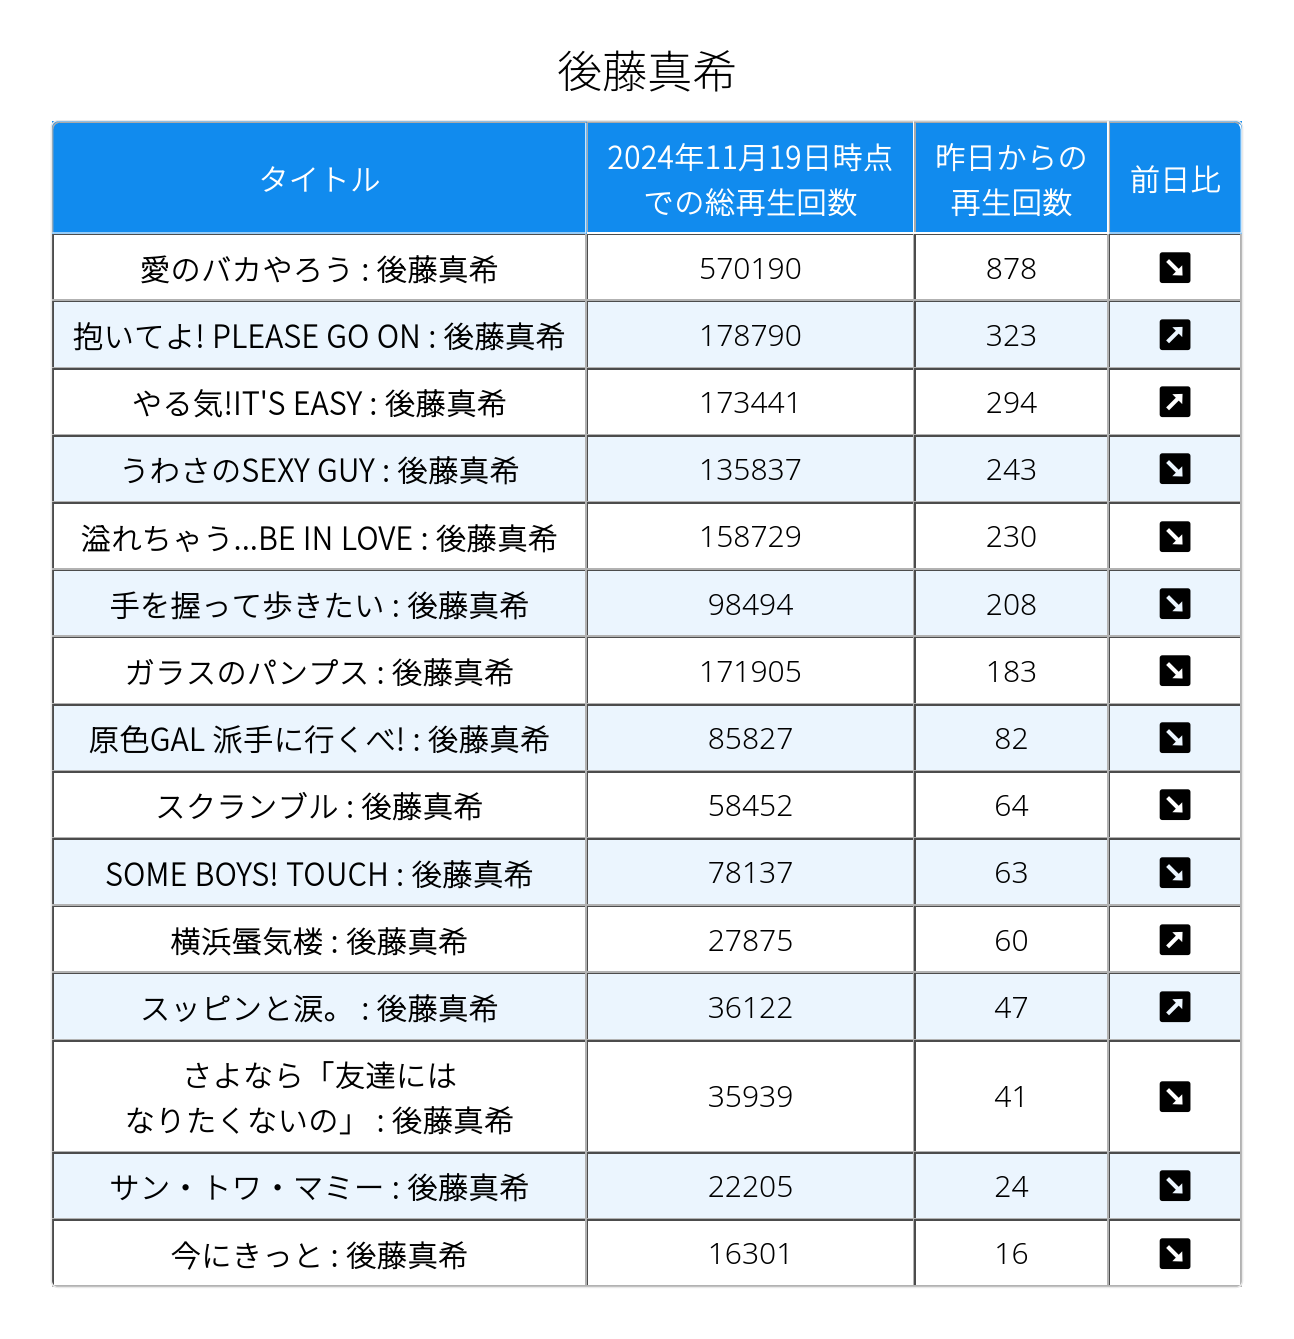 後藤真希
タイトル
2024年11月19日時点
での総再生回数
昨日からの
再生回数
前日比
愛のバカやろう : 後藤真希 570190 878
抱いてよ! PLEASE GO ON : 後藤真希 178790 323
やる気!IT'S EASY : 後藤真希 173441 294
うわさのSEXY GUY : 後藤真希 135837 243
溢れちゃう...BE IN LOVE : 後藤真希 158729 230
手を握って歩きたい : 後藤真希 98494 208
ガラスのパンプス : 後藤真希 171905 183
原色GAL 派手に行くべ! : 後藤真希 85827 82
スクランブル : 後藤真希 58452 64
SOME BOYS! TOUCH : 後藤真希 78137 63
横浜蜃気楼 : 後藤真希 27875 60
スッピンと涙。 : 後藤真希 36122 47
さよなら「友達には
なりたくないの」 : 後藤真希 35939 41
サン・トワ・マミー : 後藤真希 22205 24
今にきっと : 後藤真希 16301 16